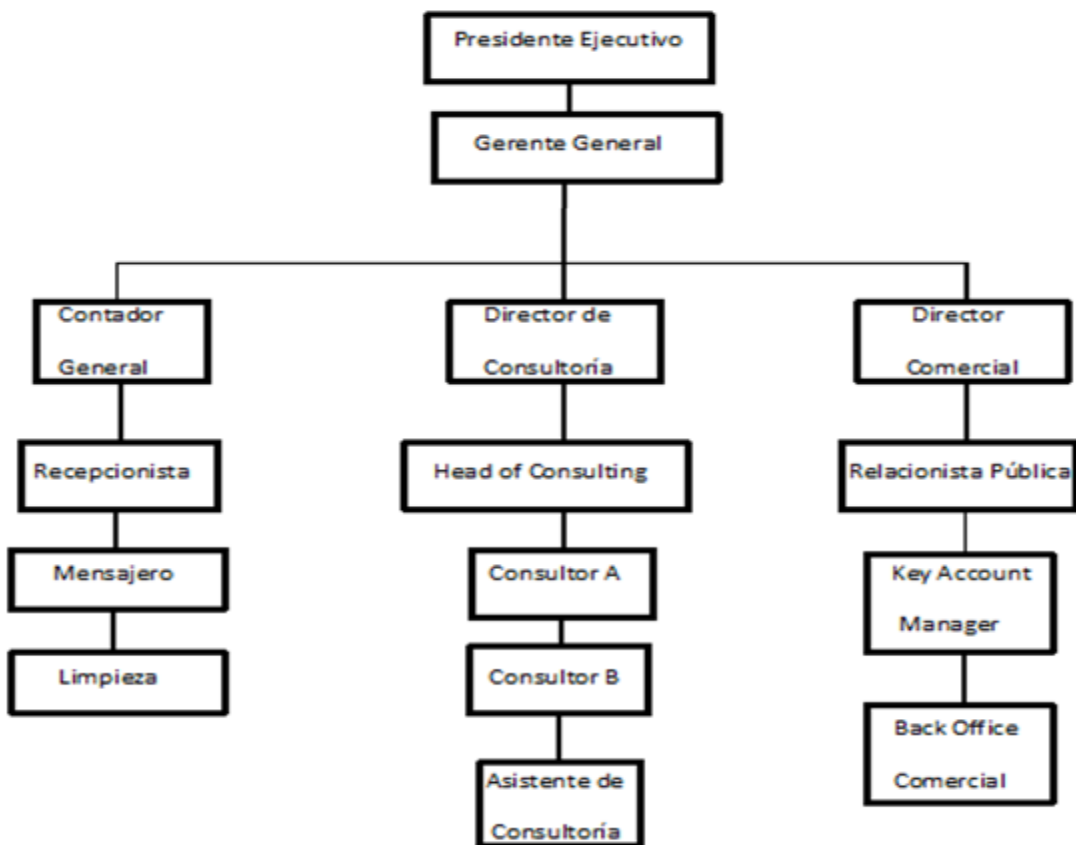 Presidente Ejecutivo
Gerente General
Contador
General
Director de
Consultoría
Director
Comercial
Recepcionista
Head of Consulting
Relacionista Pública
Mensajero
Consultor A
Key Account
Manager
Limpieza
Consultor B
Back Office
Comercial
Asistente de
Consultoría